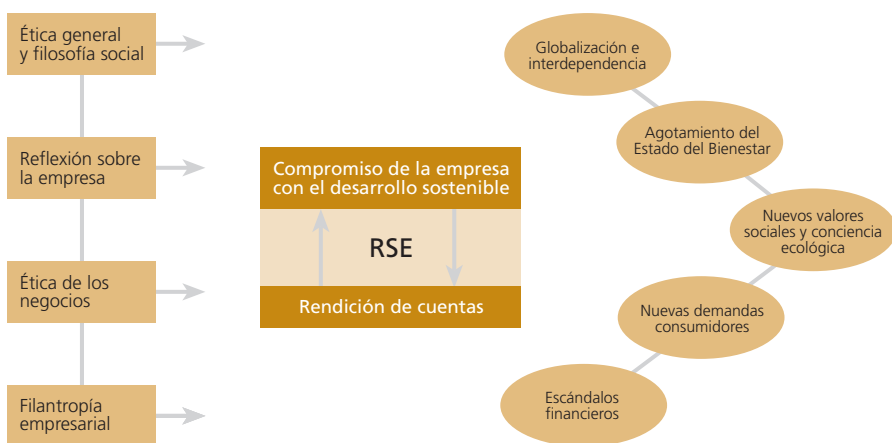 Ética general
y filosofía social
Reflexión sobre
la empresa
Ética de los
negocios
Filantropía
empresarial
Compromiso de la empresa
con el desarrollo sostenible
RSE
Rendición de cuentas
Globalización e
interdependencia
Agotamiento del
Estado del Bienestar
Nuevos valores
sociales y conciencia
ecológica
Nuevas demandas
consumidores
Escándalos
financieros